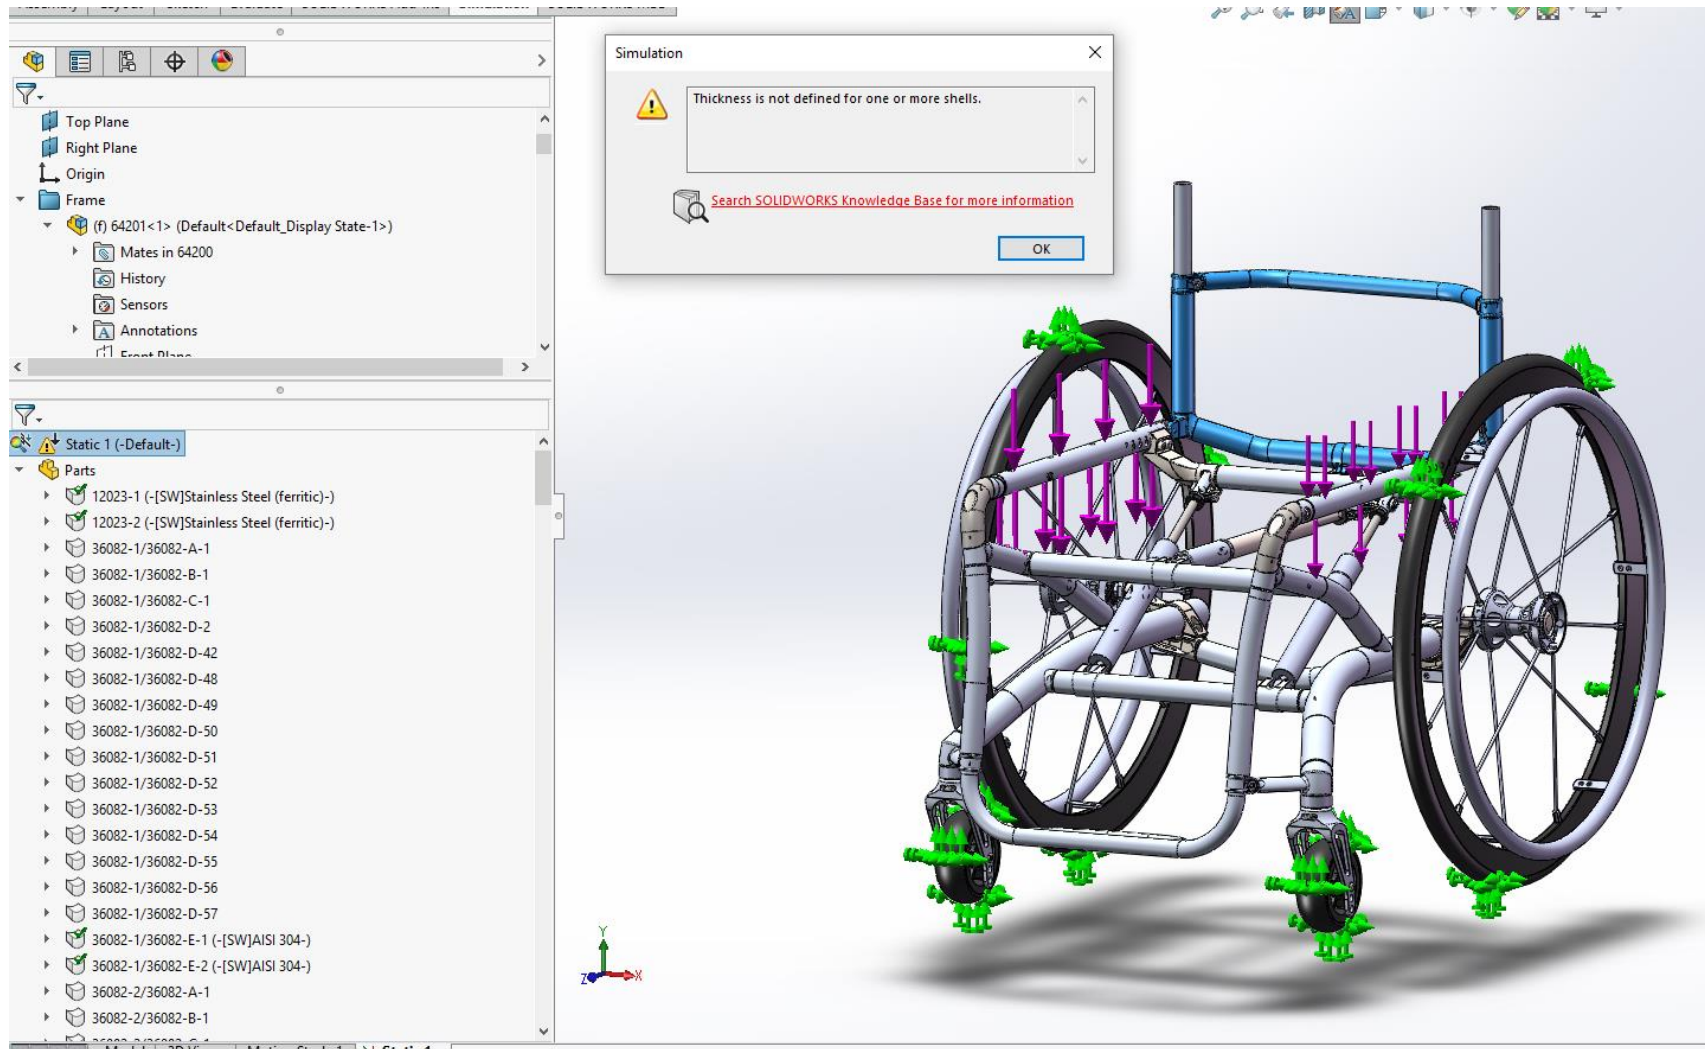 Simulation
Thickness is not defined for one or more shells.
Search SOLIDWORKS Knowledge Base for more information
OK
Top Plane
Right Plane
Origin
Frame
(f) 64201<1> (Default<Default_Display State-1>)
Mates in 64200
History
Sensors
Annotations
Front Plane
Static 1 (-Default-)
Parts
12023-1 (-[SW]Stainless Steel (ferritic)-)
12023-2 (-[SW]Stainless Steel (ferritic)-)
36082-1/36082-A-1
36082-1/36082-B-1
36082-1/36082-C-1
36082-1/36082-D-2
36082-1/36082-D-42
36082-1/36082-D-48
36082-1/36082-D-49
36082-1/36082-D-50
36082-1/36082-D-51
36082-1/36082-D-52
36082-1/36082-D-53
36082-1/36082-D-54
36082-1/36082-D-55
36082-1/36082-D-56
36082-1/36082-D-57
36082-1/36082-E-1 (-[SW]AISI 304-)
36082-1/36082-E-2 (-[SW]AISI 304-)
36082-2/36082-A-1
36082-2/36082-B-1
Y
Z
X